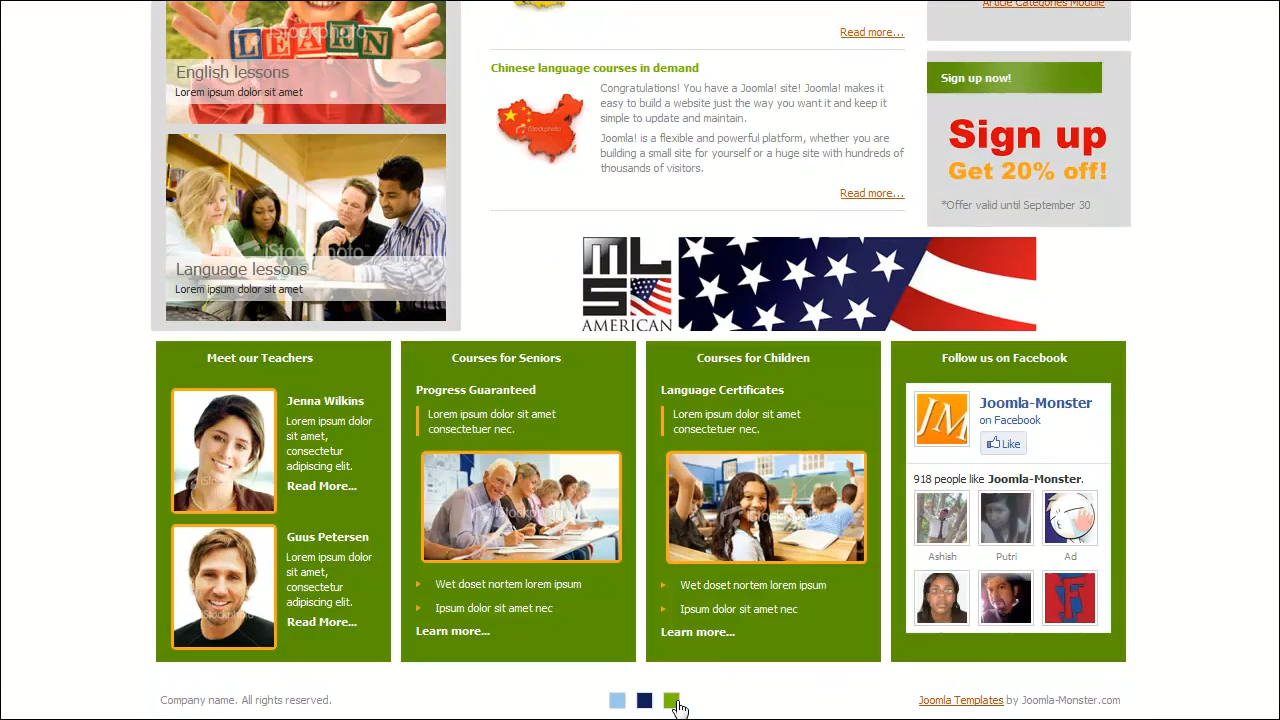 Article Categories Module
LEARN
iStockphoto
English lessons
Lorem ipsum dolor sit amet
iStockphoto™
Language lessons
Lorem ipsum dolor sit amet
Read more...
Chinese language courses in demand
Congratulations! You have a Joomla! site! Joomla! makes it
easy to build a website just the way you want it and keep it
simple to update and maintain.
Joomla! is a flexible and powerful platform, whether you are
building a small site for yourself or a huge site with hundreds of
thousands of visitors.
iStockphoto
Read more...
Sign up now!
Sign up
Get 20% off!
*Offer valid until September 30
MLS
AMERICAN
Meet our Teachers
Jenna Wilkins
Lorem ipsum dolor
sit amet,
consectetur
adipiscing elit.
Read More...
Guus Petersen
Lorem ipsum dolor
sit amet,
consectetur
adipiscing elit.
Read More...
Courses for Seniors
Progress Guaranteed
Lorem ipsum dolor sit amet
consectetuer nec.
iStockphoto
Wet doset nortem lorem ipsum
Ipsum dolor sit amet nec
Learn more...
Courses for Children
Language Certificates
Lorem ipsum dolor sit amet
consectetuer nec.
iStockphoto
Wet doset nortem lorem ipsum
Ipsum dolor sit amet nec
Learn more...
Follow us on Facebook
JM
Joomla-Monster
on Facebook
Like
918 people like Joomla-Monster.
Ashish Putri Ad
Company name. All rights reserved.
Joomla Templates by Joomla-Monster.com